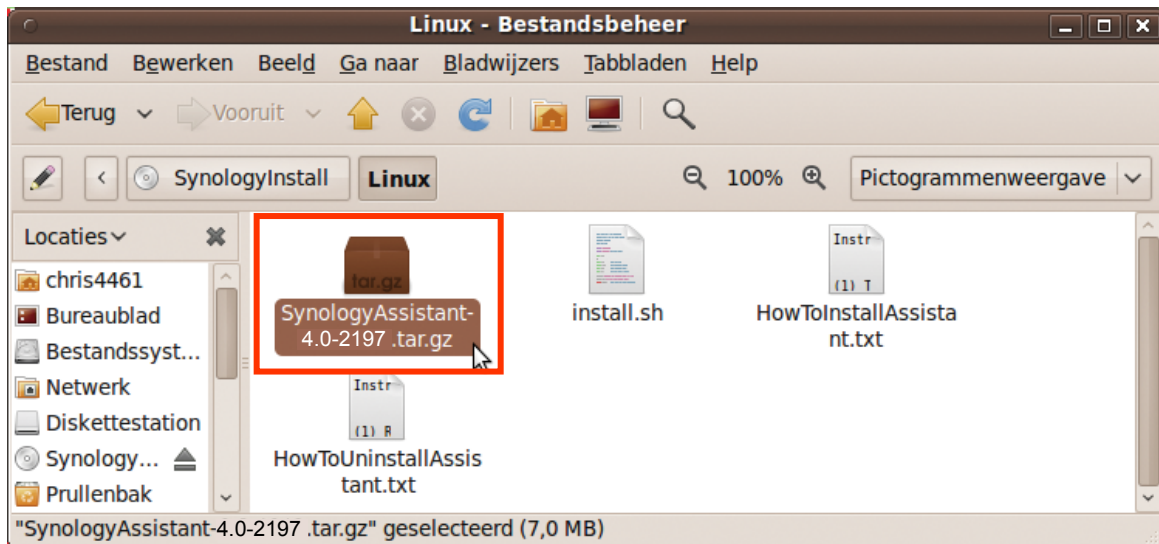 Linux - Bestandsbeheer
Bestand Bewerken Beeld Ga naar Bladwijzers Tabbladen Help
Terug Vooruit
SynologyInstall Linux 100% Pictogrammenweergave
Locaties
chris4461
Bureaublad
Bestandssyst...
Netwerk
Diskettestation
Synology...
Prullenbak
tar.gz
SynologyAssistant-
4.0-2197 .tar.gz
install.sh
Instr
(1) T
HowToInstallAssista
nt.txt
Instr
(1) R
HowToUninstallAssis
tant.txt
"SynologyAssistant-4.0-2197 .tar.gz" geselecteerd (7,0 MB)